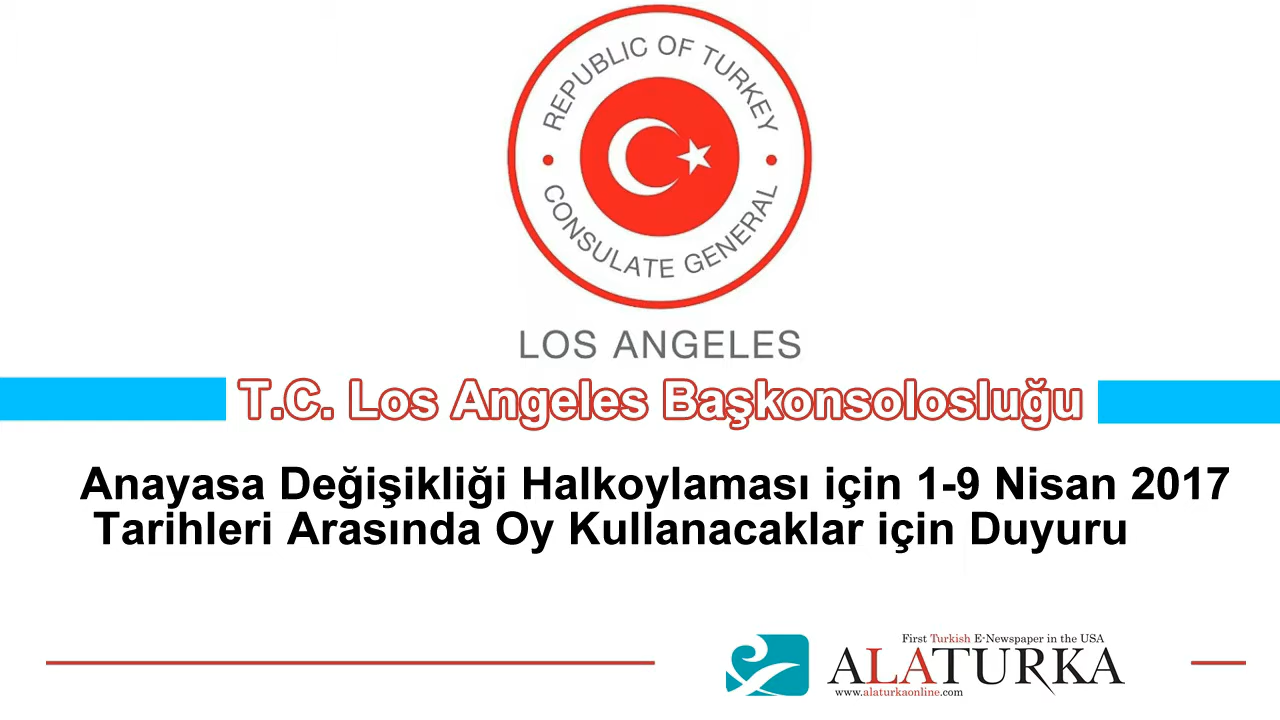 REPUBLIC OF TURKEY
CONSULATE GENERAL
LOS ANGELES
T.C. Los Angeles Başkonsolosluğu
Anayasa Değişikliği Halkoylaması için 1-9 Nisan 2017
Tarihleri Arasında Oy Kullanacaklar için Duyuru
First Turkish E-Newspaper in the USA
ALATURKA
www.alaturkaonline.com